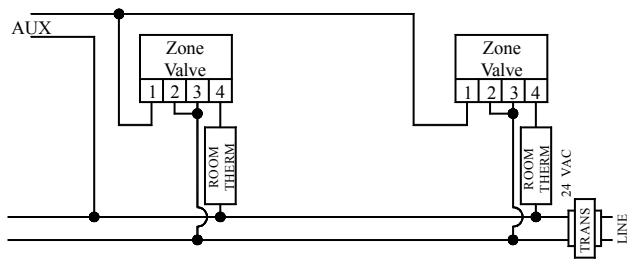 AUX
Zone
Valve
1 2 3 4
ROOM
THERM
Zone
Valve
1 2 3 4
ROOM
THERM
24 VAC
TRANS
LINE